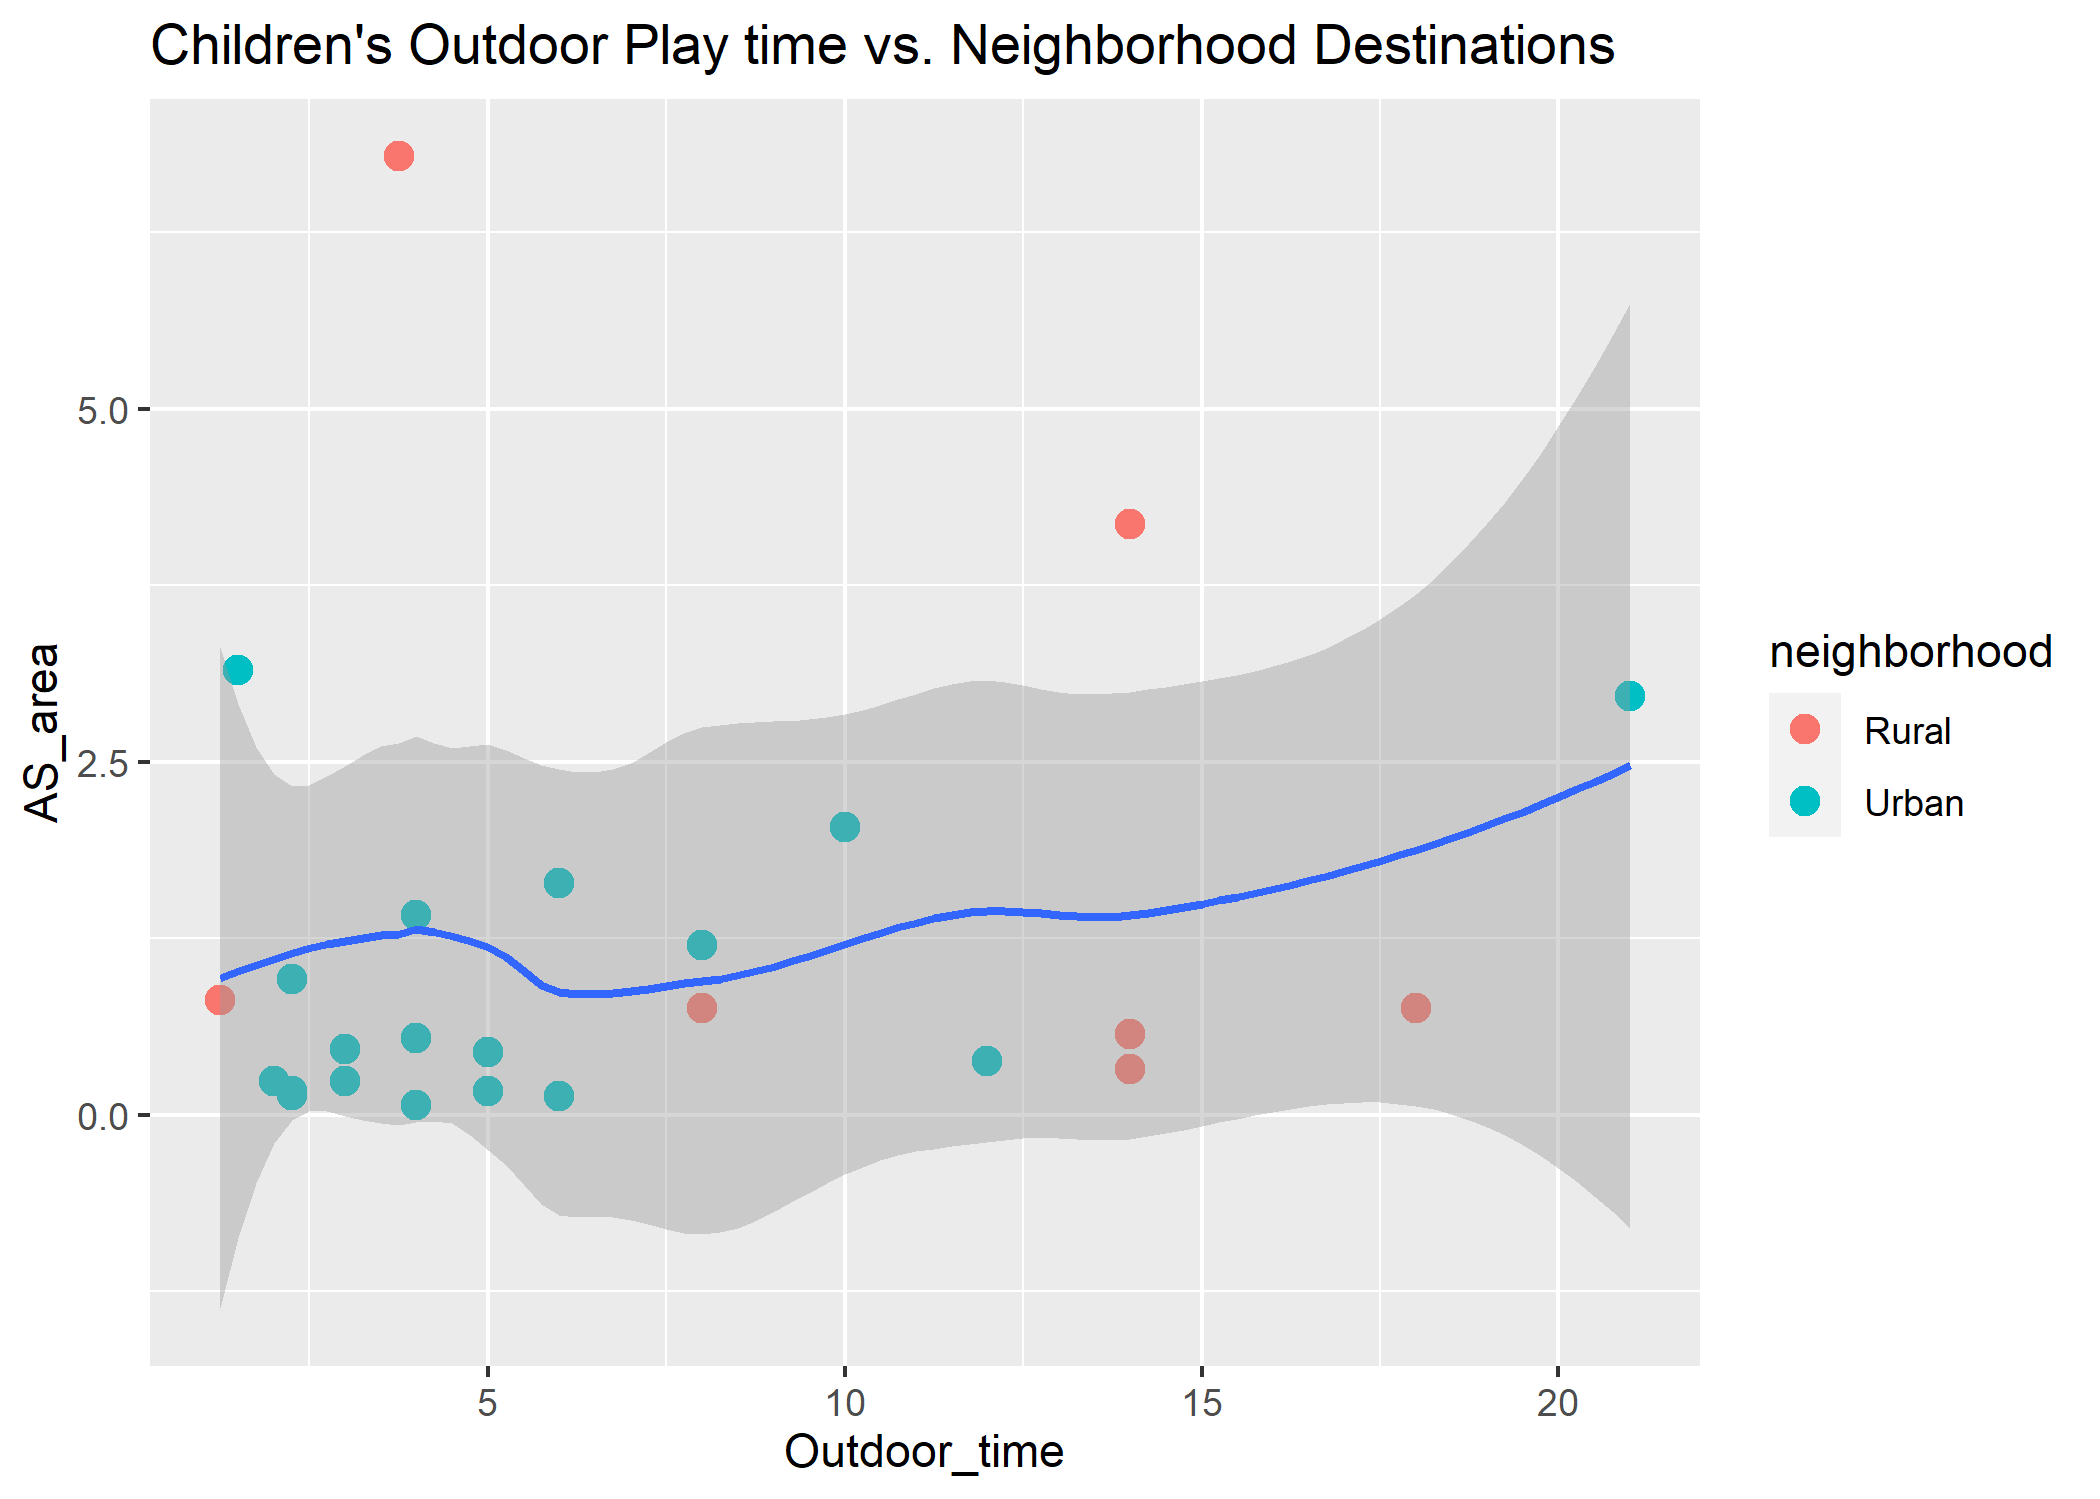 Children's Outdoor Play time vs. Neighborhood Destinations
AS_area
5.0
2.5
0.0
5
10
15
20
Outdoor_time
neighborhood
Rural
Urban